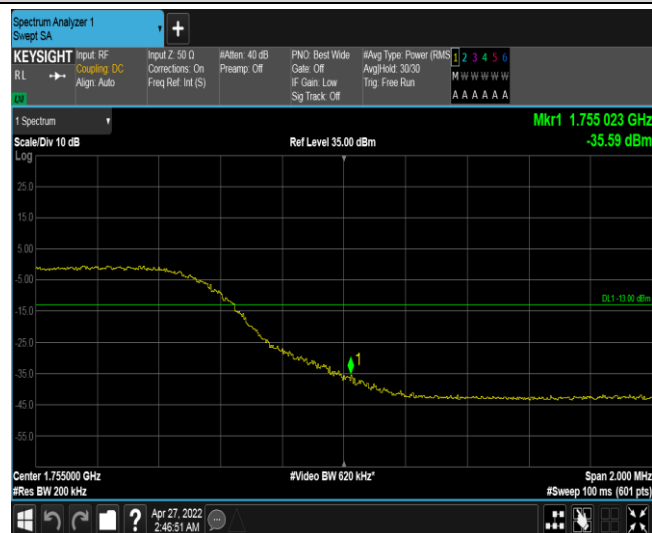 Spectrum Analyzer 1
Swept SA
KEYSIGHT
RL
Input: RF
Coupling: DC
Align: Auto
Input Z: 50 Ω
Corrections: On
Freq Ref: Int (S)
#Atten: 40 dB
Preamp: Off
PNO: Best Wide
Gate: Off
IF Gain: Low
Sig Track: Off
#Avg Type: Power (RMS
Avg|Hold: 30/30
Trig: Free Run
1 2 3 4 5 6
M W W W W W
A A A A A A
1 Spectrum
Mkr1 1.755 023 GHz
-35.59 dBm
Scale/Div 10 dB
Ref Level 35.00 dBm
Log
25.0
15.0
5.00
-5.00
DL1 -13.00 dBm
-15.0
-25.0
1
-35.0
-45.0
-55.0
Center 1.755000 GHz
#Video BW 620 kHz*
Span 2.000 MHz
#Res BW 200 kHz
#Sweep 100 ms (601 pts)
?
Apr 27, 2022
2:46:51 AM